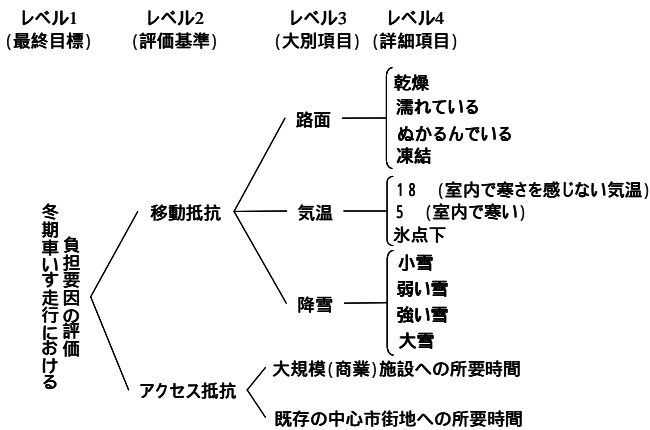 レベル1
(最終目標)
レベル2
(評価基準)
レベル3
(大別項目)
レベル4
(詳細項目)
冬期車いす走行における
負担要因の評価
移動抵抗
路面
乾燥
濡れている
ぬかるんでいる
凍結
気温
18 (室内で寒さを感じない気温)
5 (室内で寒い)
氷点下
降雪
小雪
弱い雪
強い雪
大雪
アクセス抵抗
大規模(商業)施設への所要時間
既存の中心市街地への所要時間